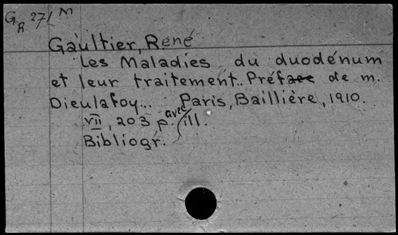 GR 271 M
Gaultier, René
Les Maladies du duodénum
et leur traitement.. Préface de m.
Dieulafoy... Paris, Baillière, 1910.
VII, 203 p. avec ill.
Bibliogr.